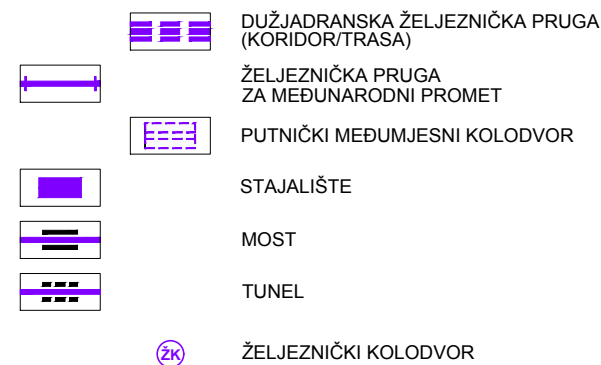 DUŽJADRANSKA ŽELJEZNIČKA PRUGA
(KORIDOR/TRASA)
ŽELJEZNIČKA PRUGA
ZA MEĐUNARODNI PROMET
PUTNIČKI MEĐUMJESNI KOLODVOR
STAJALIŠTE
MOST
TUNEL
ŽK ŽELJEZNIČKI KOLODVOR